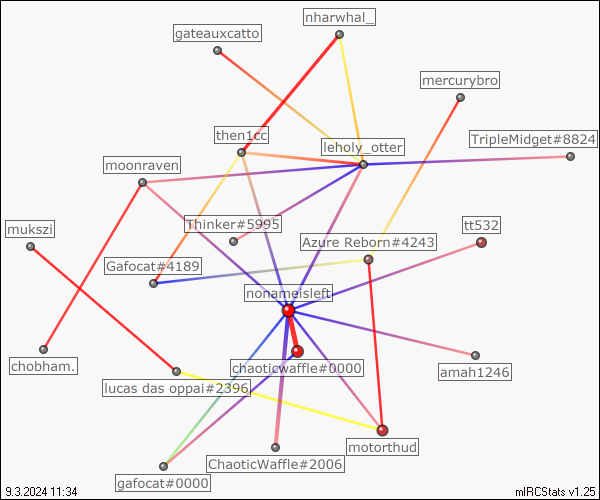 nharwhal_
gateauxcatto
mercurybro
then1cc
TripleMidget#8824
leholy_otter
moonraven
Thinker#5995
tt532
mukszi
Azure Reborn#4243
Gafocat#4189
nonameisleft
chobham.
chaoticwaffle#0000
amah1246
lucas das oppai#2396
motorthud
ChaoticWaffle#2006
gafocat#0000
9.3.2024 11:34
mIRCStats v1.25